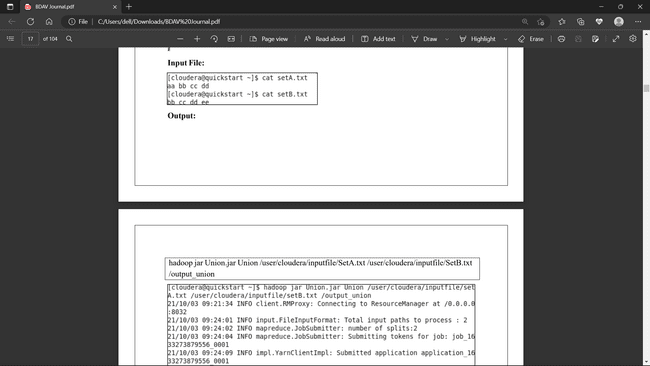 BDAV Journal.pdf
File
C:/Users/dell/Downloads/BDAV%20Journal.pdf
17 of 104
Page view
Read aloud
Add text
Draw
Highlight
Erase
Input File:
[cloudera@quickstart ~]$ cat setA.txt
aa bb cc dd
[cloudera@quickstart ~]$ cat setB.txt
bb cc dd ee
Output:
hadoop jar Union.jar Union /user/cloudera/inputfile/SetA.txt /user/cloudera/inputfile/SetB.txt
/output_union
[cloudera@quickstart ~]$ hadoop jar Union.jar Union /user/cloudera/inputfile/set
A.txt /user/cloudera/inputfile/setB.txt /output_union
21/10/03 09:21:34 INFO client.RMProxy: Connecting to ResourceManager at /0.0.0.0
:8032
21/10/03 09:24:01 INFO input.FileInputFormat: Total input paths to process : 2
21/10/03 09:24:02 INFO mapreduce.JobSubmitter: number of splits:2
21/10/03 09:24:04 INFO mapreduce.JobSubmitter: Submitting tokens for job: job_16
33273879556_0001
21/10/03 09:24:09 INFO impl.YarnClientImpl: Submitted application application_16
33273879556_0001